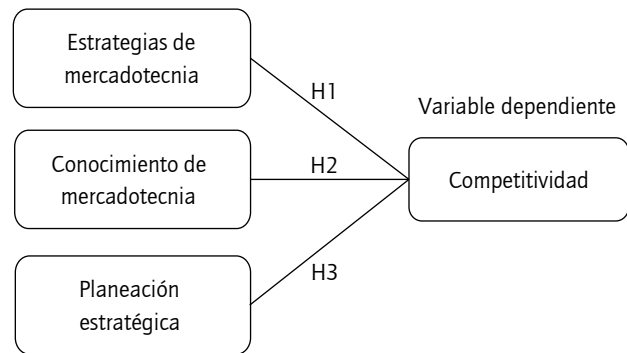 Estrategias de
mercadotecnia
H1
Variable dependiente
Conocimiento de
mercadotecnia
H2
Competitividad
H3
Planeación
estratégica